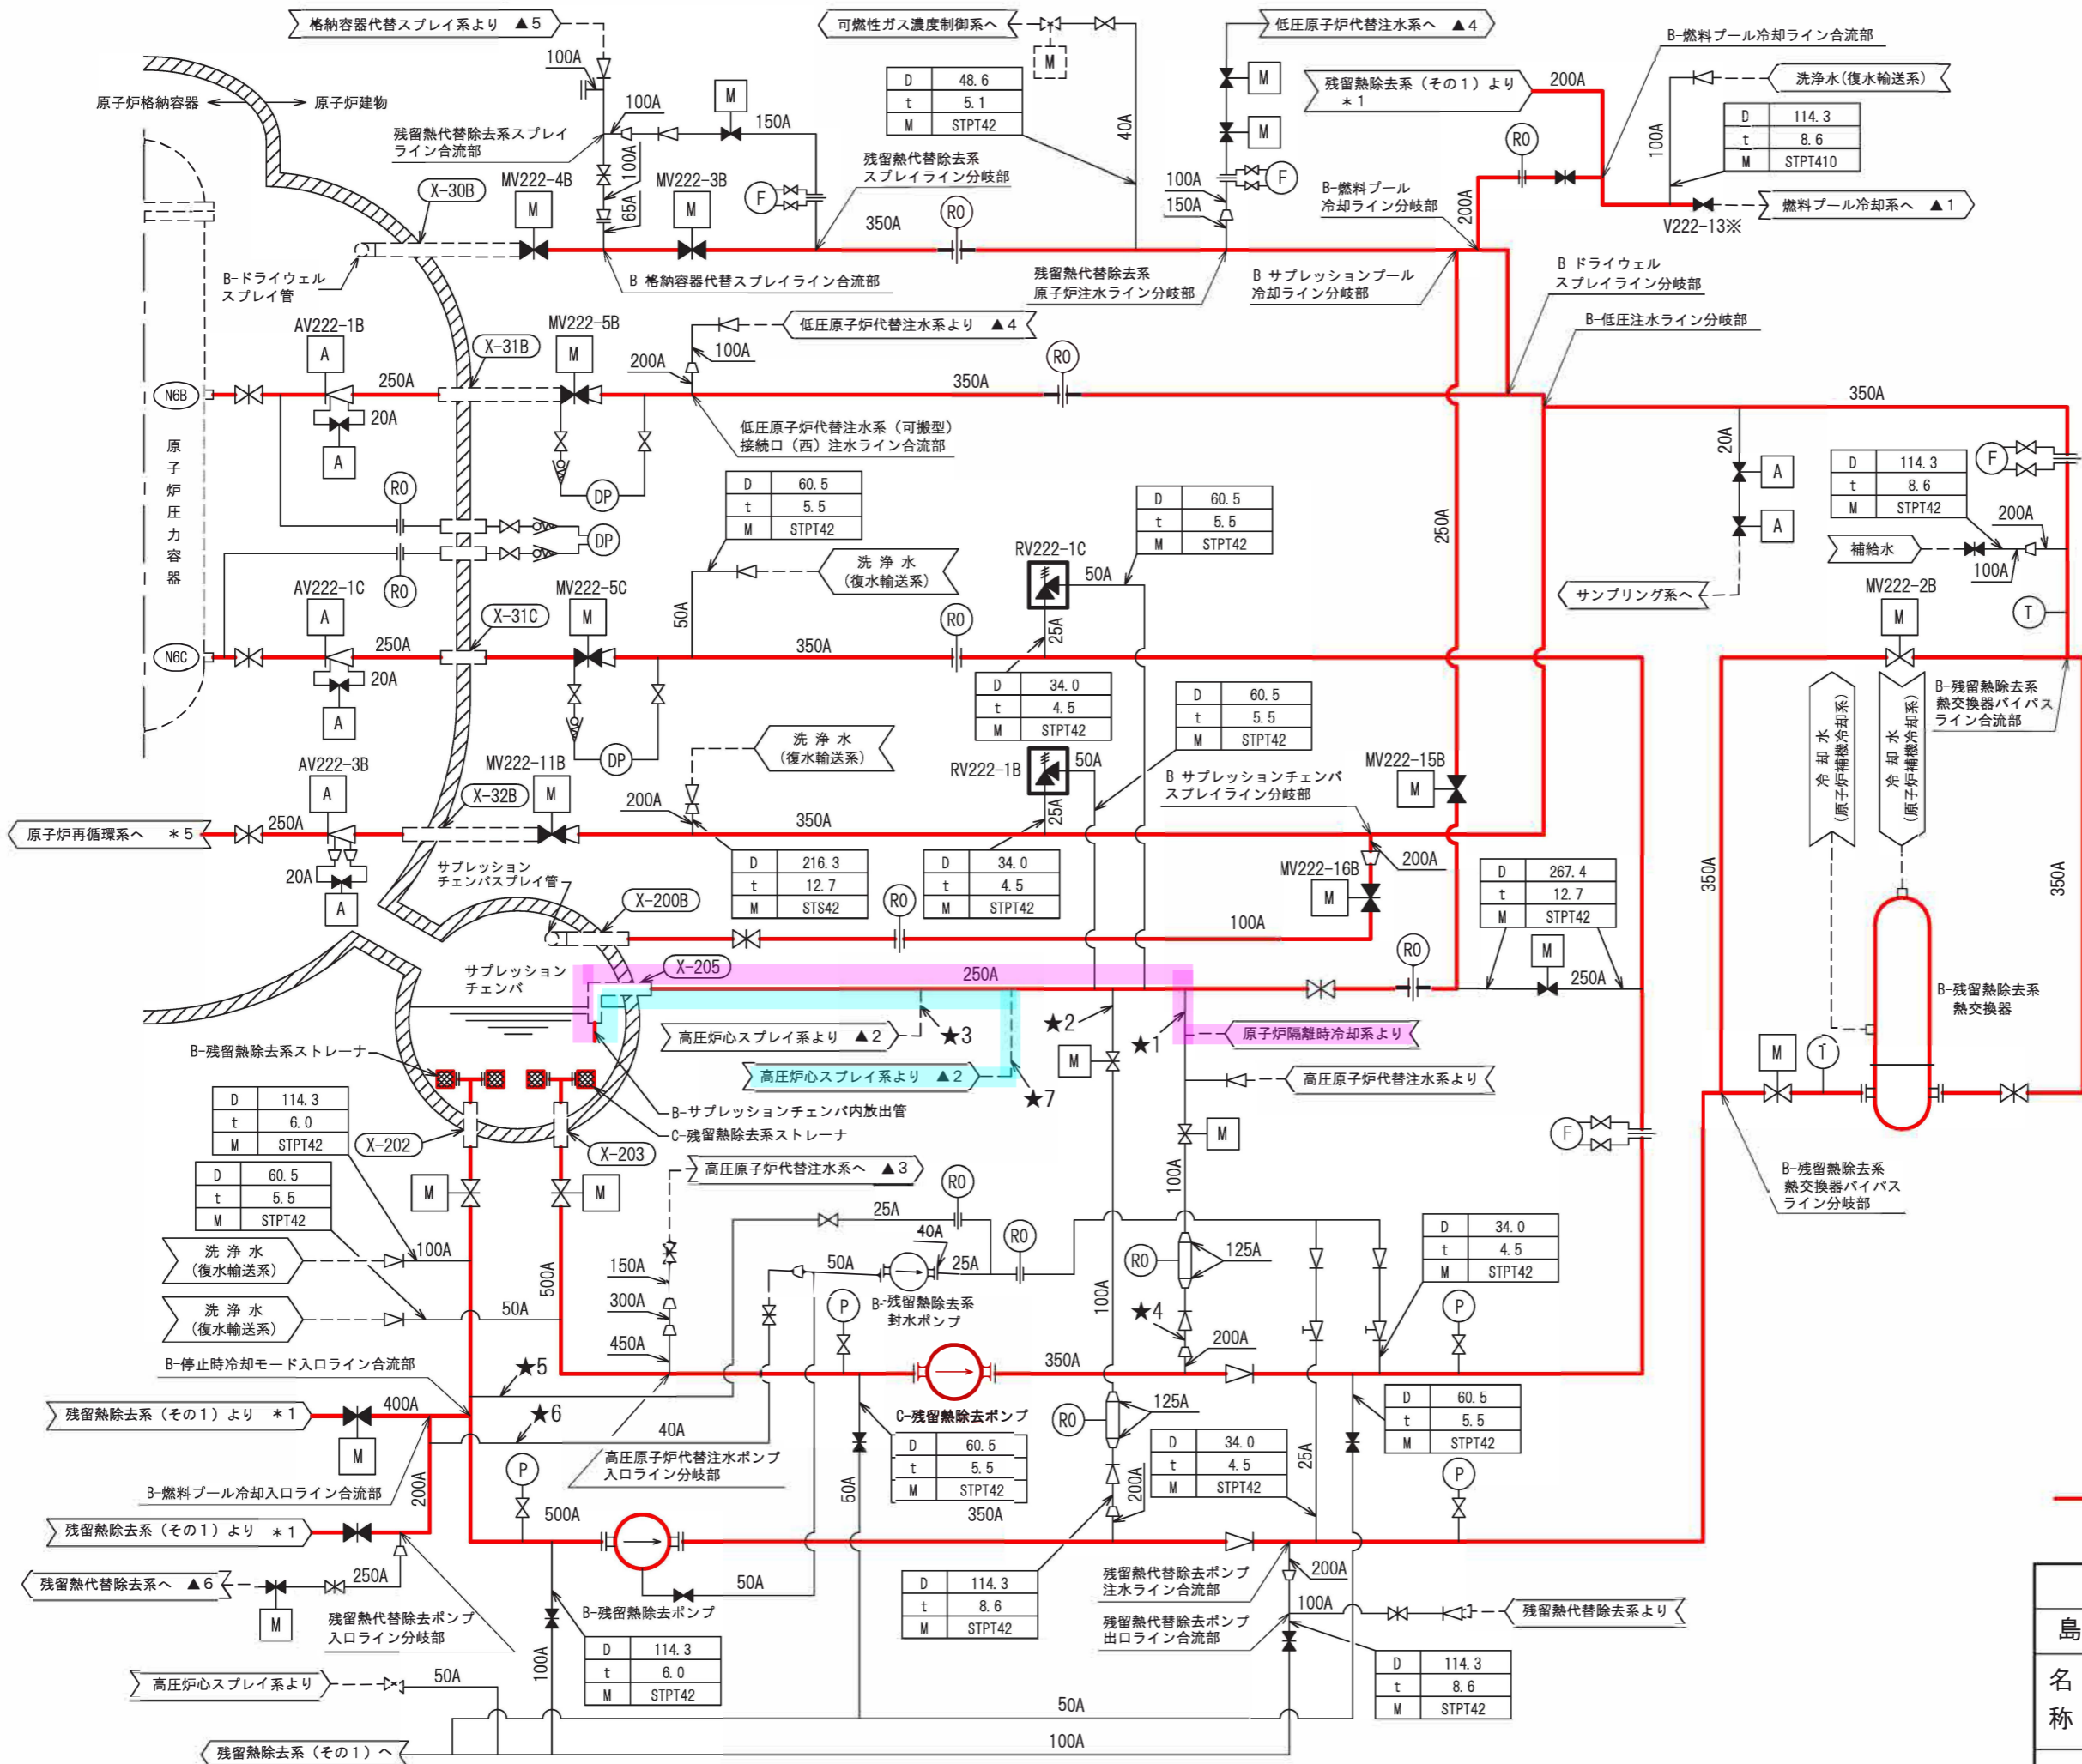 格納容器代替スプレイ系より ▲5
可燃性ガス濃度制御系へ
低圧原子炉代替注水系へ ▲4
B-燃料プール冷却ライン合流部
100A
M
D 48.6
t 5.1
M STPT42
M
残留熱除去系(その1)より
*1
200A
洗浄水(復水輸送系)
原子炉格納容器
原子炉建物
100A
M
150A
40A
M
RO
100A
D 114.3
t 8.6
M STPT410
残留熱代替除去系スプレイ
ライン合流部
100A
残留熱代替除去系
スプレイライン分岐部
F
100A
150A
B-燃料プール
冷却ライン分岐部
200A
燃料プール冷却系へ ▲1
V222-13※
X-30B
MV222-4B
M
65A
MV222-3B
M
F
350A
RO
B-ドライウェル
スプレイ管
B-格納容器代替スプレイライン合流部
残留熱代替除去系
原子炉注水ライン分岐部
B-サプレッションプール
冷却ライン分岐部
B-ドライウェル
スプレイライン分岐部
B-低圧注水ライン分岐部
AV222-1B
A
X-31B
MV222-5B
M
低圧原子炉代替注水系より ▲4
100A
200A
RO
N6B
250A
350A
350A
20A
A
低圧原子炉代替注水系(可搬型)
接続口(西)注水ライン合流部
20A
A
D 114.3
t 8.6
M STPT42
F
原子炉圧力容器
RO
DP
DP
D 60.5
t 5.5
M STPT42
D 60.5
t 5.5
M STPT42
250A
A
200A
補給水
100A
RO
洗浄水
(復水輸送系)
RV222-1C
50A
サンプリング系へ
MV222-2B
M
T
AV222-1C
A
X-31C
MV222-5C
M
50A
RO
25A
N6C
250A
350A
20A
A
D 34.0
t 4.5
M STPT42
D 60.5
t 5.5
M STPT42
冷却水
(原子炉補機冷却系)
冷却水
(原子炉補機冷却系)
B-残留熱除去系
熱交換器バイパス
ライン合流部
洗浄水
(復水輸送系)
DP
RV222-1B
50A
25A
B-サプレッションチェンバ
スプレイライン分岐部
MV222-15B
M
AV222-3B
A
X-32B
MV222-11B
M
200A
原子炉再循環系へ *5
250A
350A
200A
20A
A
サプレッション
チェンバスプレイ管
D 216.3
t 12.7
M STS42
D 34.0
t 4.5
M STPT42
MV222-16B
M
D 267.4
t 12.7
M STPT42
350A
350A
X-200B
RO
100A
RO
M
サプレッション
チェンバ
X-205
250A
250A
B-残留熱除去系
熱交換器
高圧炉心スプレイ系より ▲2
★3
★2
★1
原子炉隔離時冷却系より
B-残留熱除去系ストレーナ
高圧炉心スプレイ系より ▲2
★7
M
高圧原子炉代替注水系より
M
T
D 114.3
t 6.0
M STPT42
B-サプレッションチェンバ内放出管
C-残留熱除去系ストレーナ
X-202
X-203
M
F
D 60.5
t 5.5
M STPT42
M
M
高圧原子炉代替注水系へ ▲3
RO
100A
B-残留熱除去系
熱交換器バイパス
ライン分岐部
25A
40A
RO
D 34.0
t 4.5
M STPT42
洗浄水
(復水輸送系)
100A
500A
150A
50A
25A
RO
125A
300A
100A
洗浄水
(復水輸送系)
50A
B-残留熱除去系
封水ポンプ
P
★4
P
450A
200A
B-停止時冷却モード入口ライン合流部
★5
350A
残留熱除去系(その1)より *1
400A
★6
C-残留熱除去ポンプ
RO
125A
D 60.5
t 5.5
M STPT42
M
40A
D 60.5
t 5.5
M STPT42
D 34.0
t 4.5
M STPT42
25A
高圧原子炉代替注水ポンプ
入口ライン分岐部
B-燃料プール冷却入口ライン合流部
200A
P
50A
200A
P
残留熱除去系(その1)より *1
500A
350A
残留熱代替除去系へ ▲6
250A
50A
D 114.3
t 8.6
M STPT42
残留熱代替除去ポンプ
注水ライン合流部
200A
M
残留熱代替除去ポンプ
入口ライン分岐部
B-残留熱除去ポンプ
残留熱代替除去ポンプ
出口ライン合流部
100A
残留熱代替除去系より
100A
D 114.3
t 6.0
M STPT42
D 114.3
t 8.6
M STPT42
高圧炉心スプレイ系より
50A
50A
残留熱除去系(その1)へ
100A
島
名
称